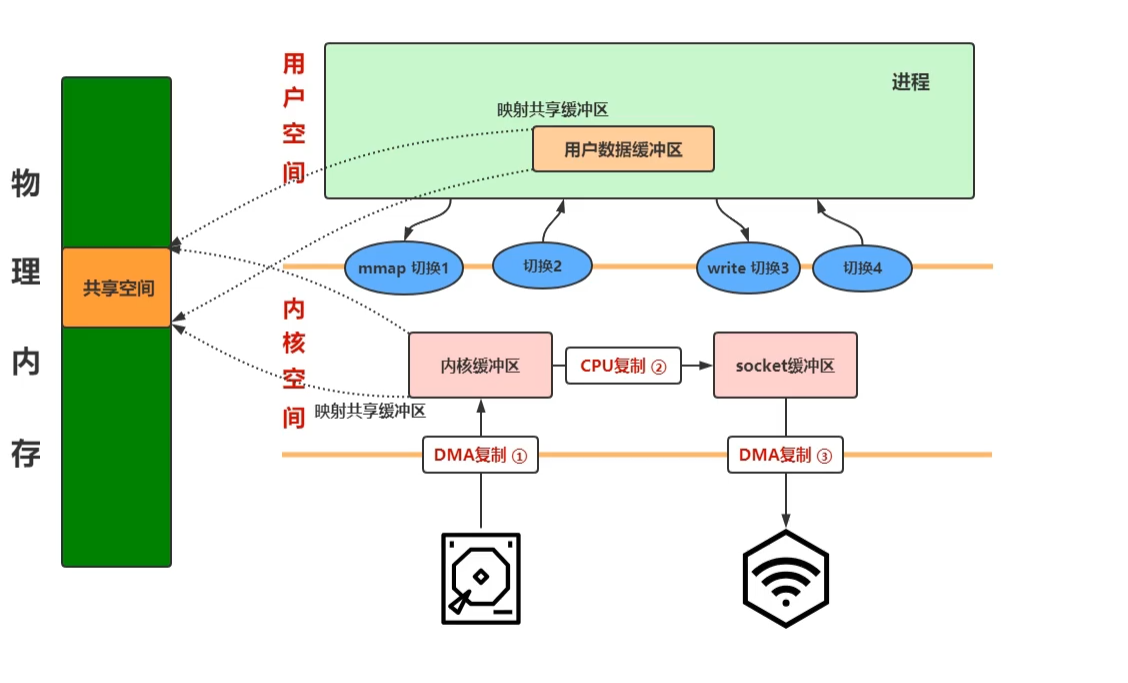 物理内存
共享空间
用户空间
进程
映射共享缓冲区
用户数据缓冲区
mmap 切换1
切换2
write 切换3
切换4
内核空间
内核缓冲区
CPU复制 ②
socket缓冲区
映射共享缓冲区
DMA复制 ①
DMA复制 ③